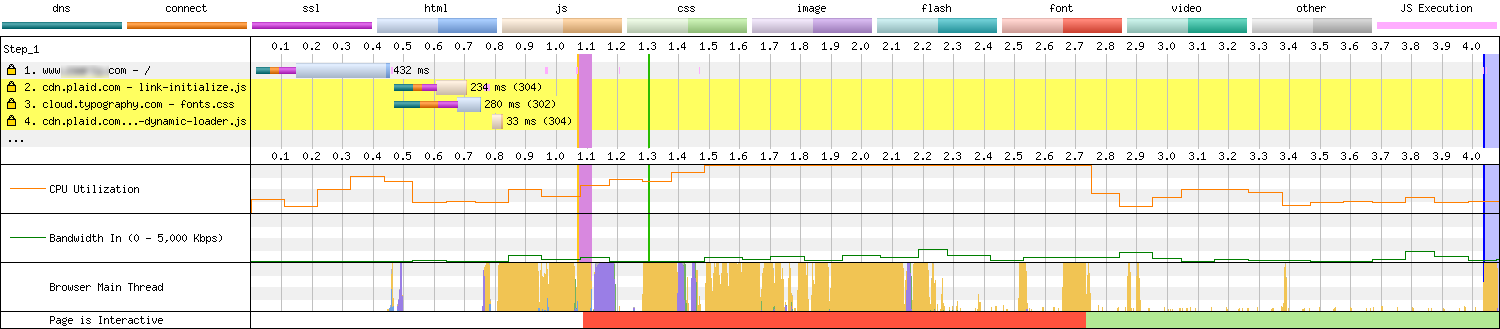 dns connect ssl html js css image flash font video other JS Execution
Step_1 0.1 0.2 0.3 0.4 0.5 0.6 0.7 0.8 0.9 1.0 1.1 1.2 1.3 1.4 1.5 1.6 1.7 1.8 1.9 2.0 2.1 2.2 2.3 2.4 2.5 2.6 2.7 2.8 2.9 3.0 3.1 3.2 3.3 3.4 3.5 3.6 3.7 3.8 3.9 4.0
1. www com - / 432 ms
2. cdn.plaid.com - link-initialize.js 234 ms (304)
3. cloud.typography.com - fonts.css 280 ms (302)
4. cdn.plaid.com...-dynamic-loader.js 33 ms (304)
...
0.1 0.2 0.3 0.4 0.5 0.6 0.7 0.8 0.9 1.0 1.1 1.2 1.3 1.4 1.5 1.6 1.7 1.8 1.9 2.0 2.1 2.2 2.3 2.4 2.5 2.6 2.7 2.8 2.9 3.0 3.1 3.2 3.3 3.4 3.5 3.6 3.7 3.8 3.9 4.0
CPU Utilization
Bandwidth In (0 - 5,000 Kbps)
Browser Main Thread
Page is Interactive